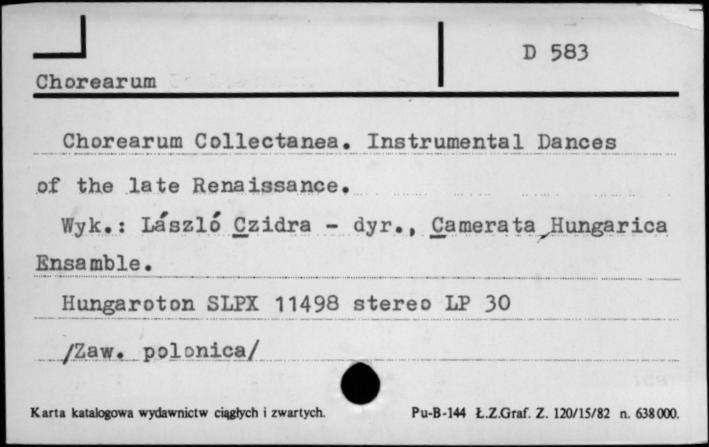 D 583
Chorearum
Chorearum Collectanea. Instrumental Dances
of the late Renaissance.
Wyk.: László Czidra - dyr., Camerata Hungarica
Ensamble.
Hungaroton SLPX 11498 stereo LP 30
/Zaw. polonica/
Karta katalogowa wydawnictw ciągłych i zwartych. Pu-B-144 Ł.Z.Graf. Z. 120/15/82 n. 638000.